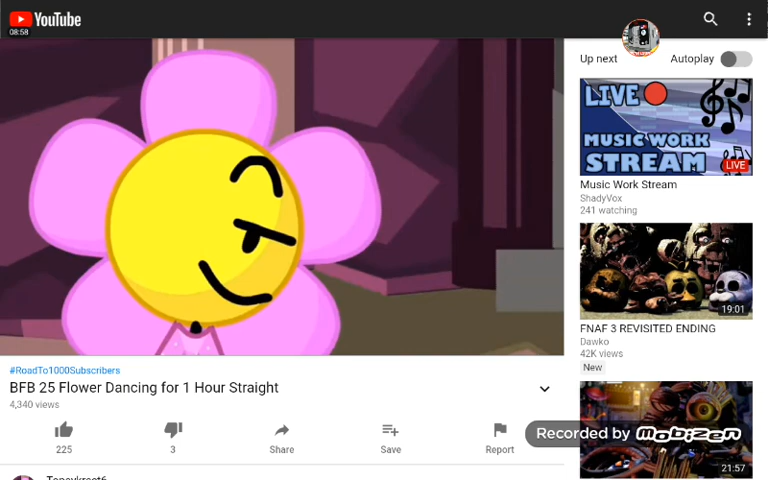 YouTube
08:58
Up next
Autoplay
LIVE
MUSIC WORK
STREAM
LIVE
Music Work Stream
ShadyVox
241 watching
19:01
FNAF 3 REVISITED ENDING
Dawko
42K views
New
21:57
#RoadTo1000Subscribers
BFB 25 Flower Dancing for 1 Hour Straight
4,340 views
225
3
Share
Save
Report
Recorded by Mobizen